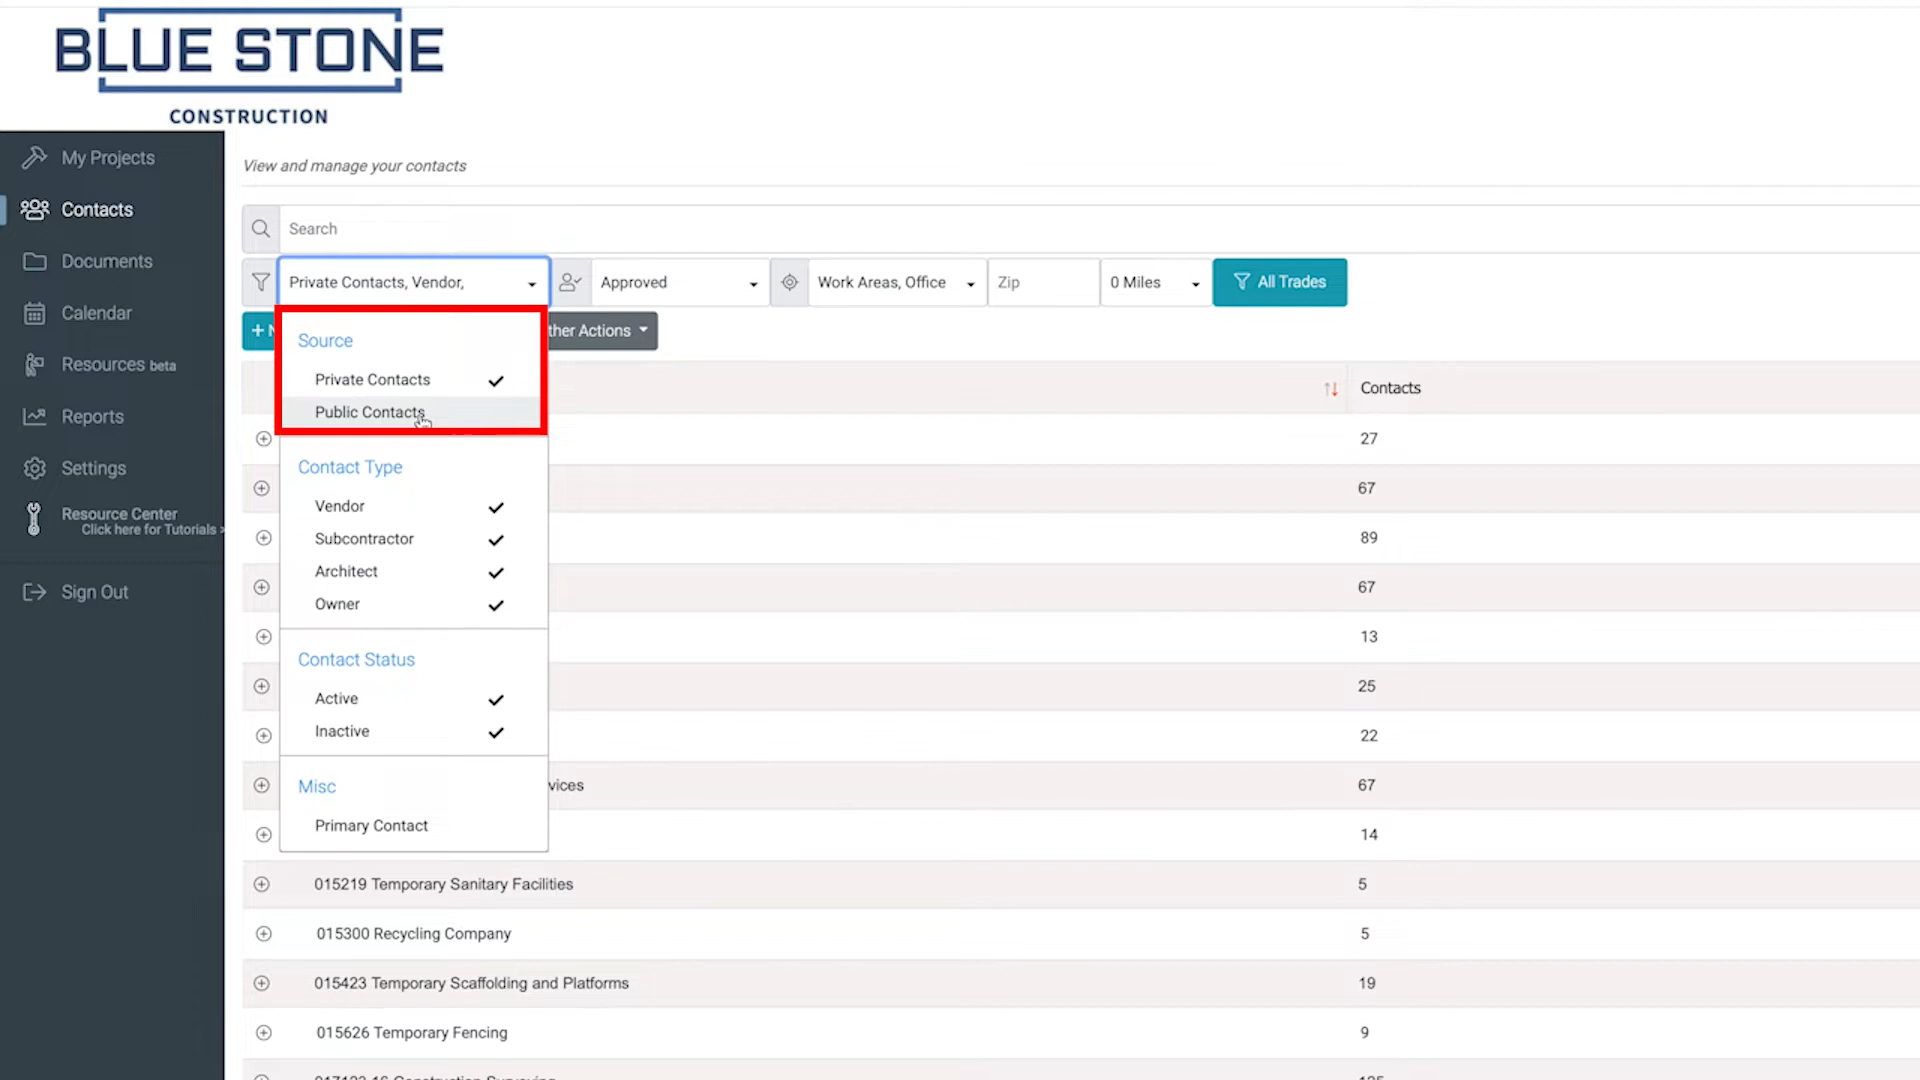 BLUE STONE
CONSTRUCTION
My Projects
Contacts
Documents
Calendar
Resources beta
Reports
Settings
Resource Center
Click here for Tutorials »
Sign Out
View and manage your contacts
Search
Private Contacts, Vendor,
Approved
Work Areas, Office
Zip
0 Miles
All Trades
+ N
ther Actions
Source
Private Contacts
Public Contacts
Contact Type
Vendor
Subcontractor
Architect
Owner
Contact Status
Active
Inactive
Misc
Primary Contact
Contacts
27
67
89
67
13
25
22
vices 67
14
015219 Temporary Sanitary Facilities 5
015300 Recycling Company 5
015423 Temporary Scaffolding and Platforms 19
015626 Temporary Fencing 9